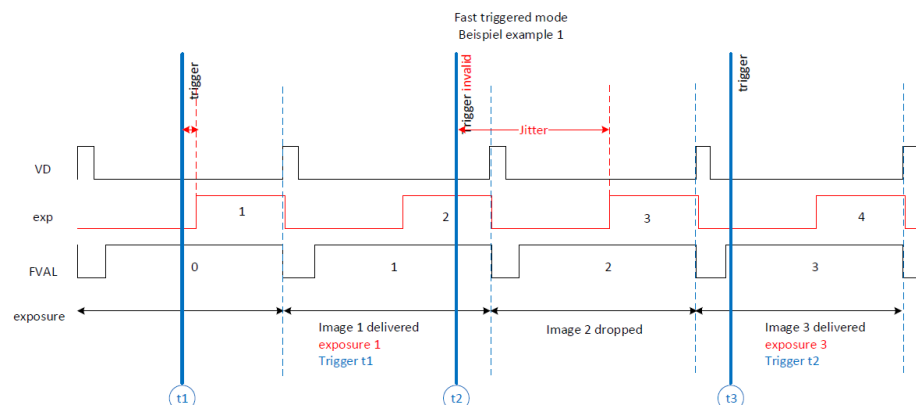 Fast triggered mode
Beispiel example 1
trigger
Trigger invalid
trigger
Jitter
VD
exp
1
2
3
4
FVAL
0
1
2
3
exposure
Image 1 delivered
exposure 1
Trigger t1
Image 2 dropped
Image 3 delivered
exposure 3
Trigger t2
t1
t2
t3